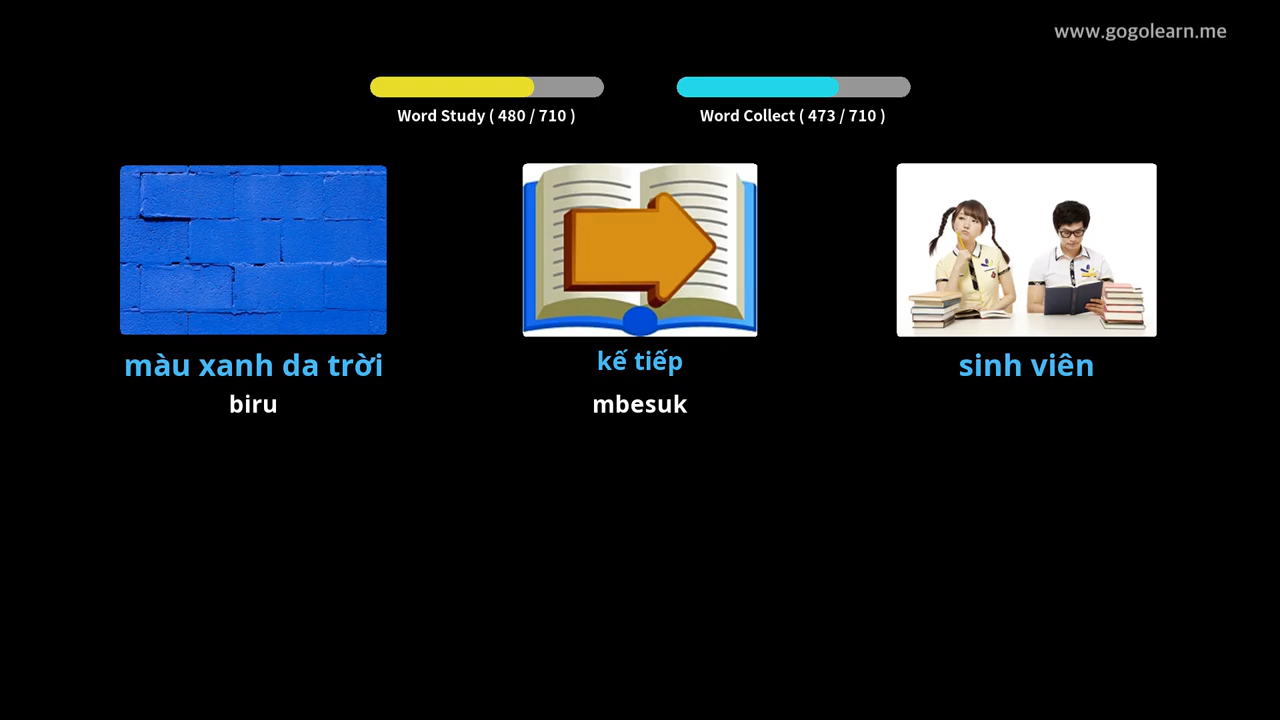 www.gogolearn.me
Word Study ( 480 / 710 )
Word Collect ( 473 / 710 )
màu xanh da trời
kế tiếp
sinh viên
biru
mbesuk